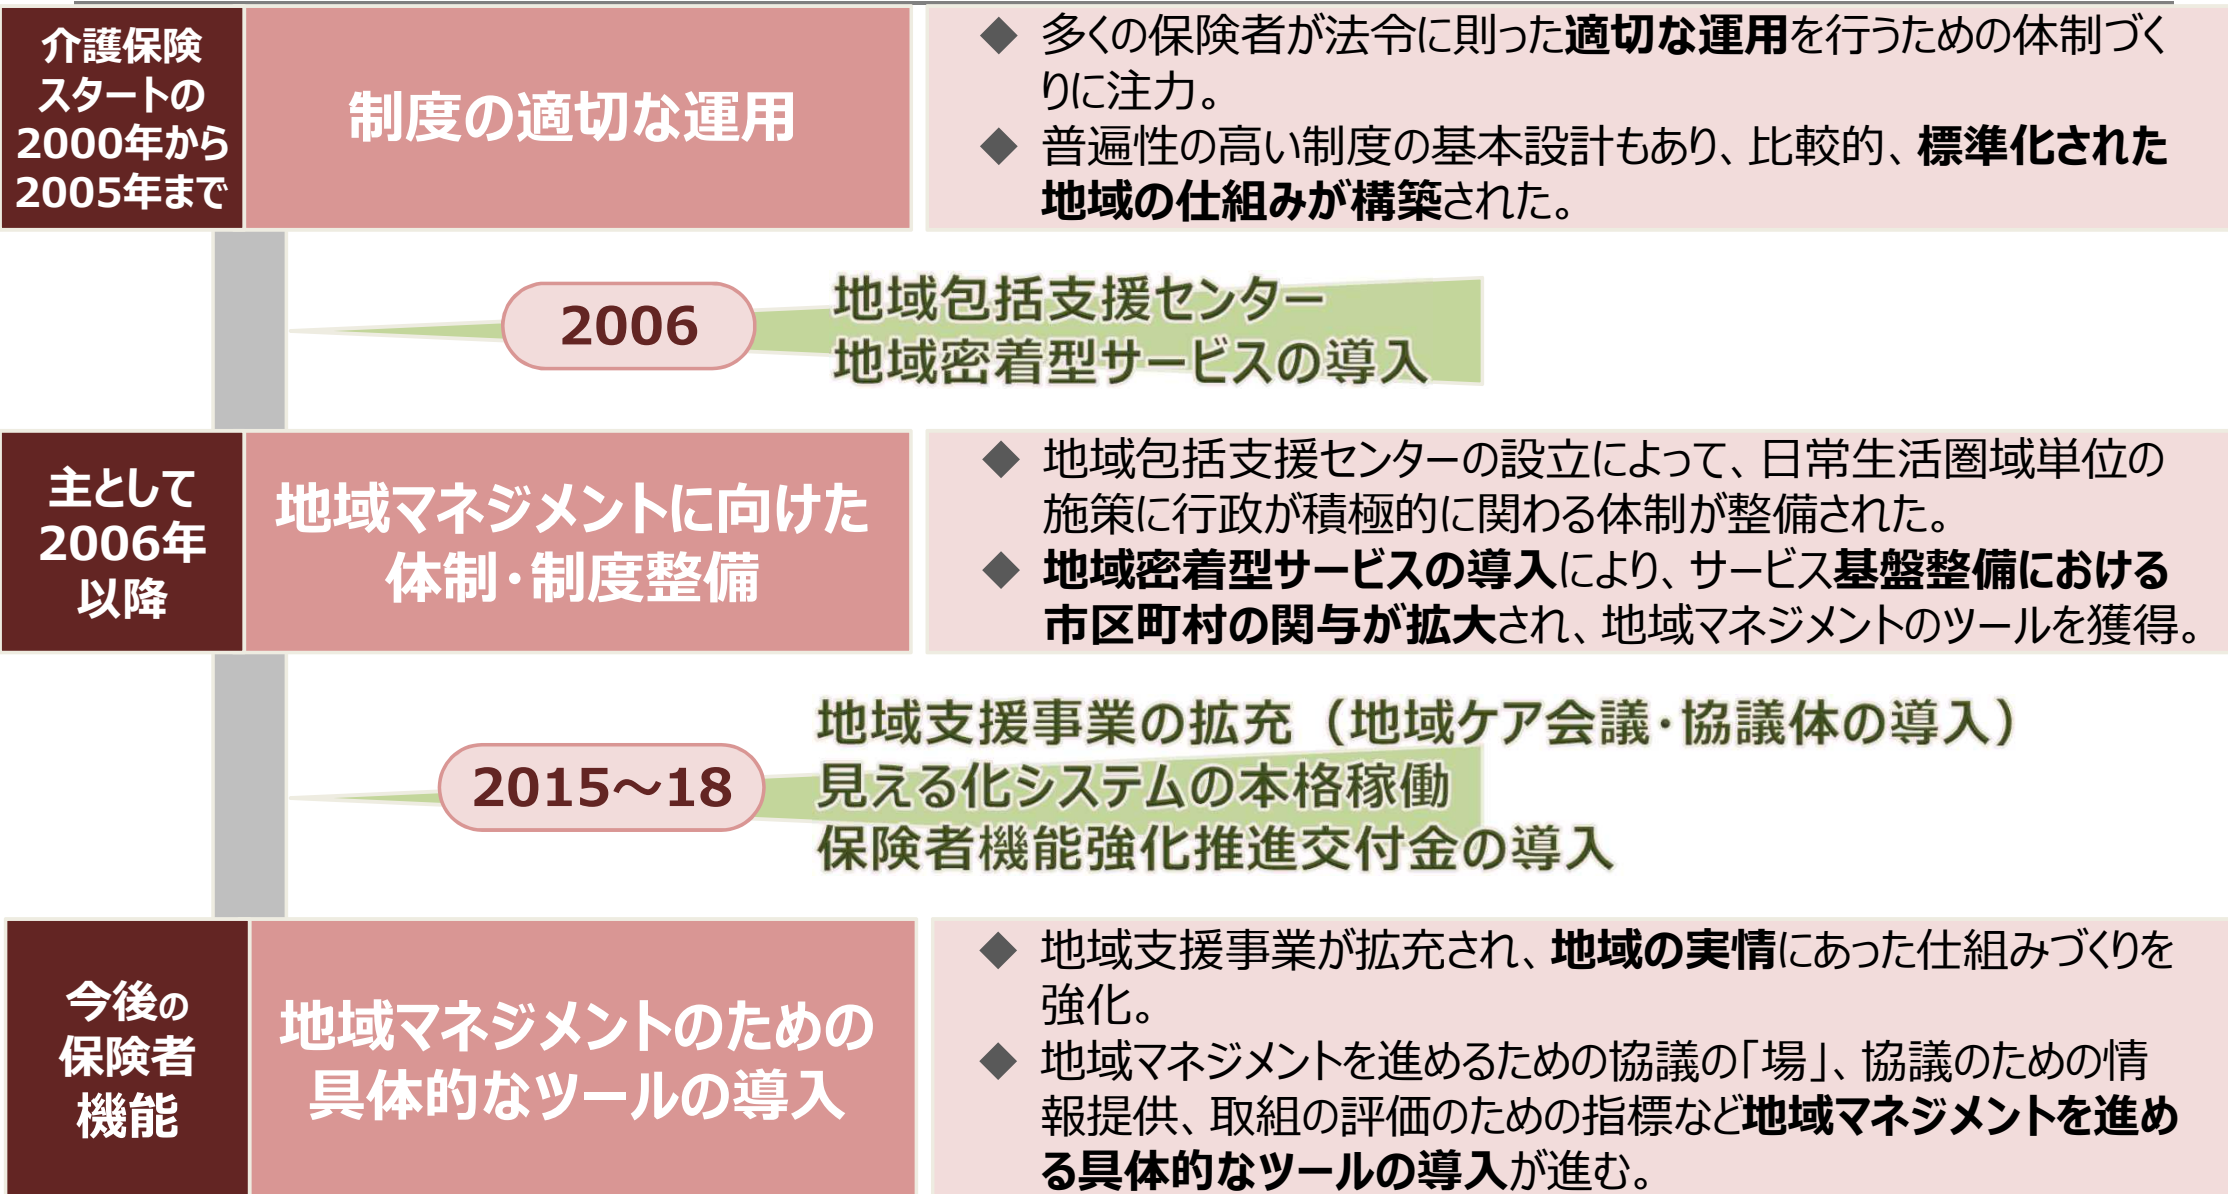 介護保険
スタートの
2000年から
2005年まで
制度の適切な運用
◆ 多くの保険者が法令に則った適切な運用を行うための体制づく
りに注力。
◆ 普遍性の高い制度の基本設計もあり、比較的、標準化された
地域の仕組みが構築された。
2006
地域包括支援センター
地域密着型サービスの導入
主として
2006年
以降
地域マネジメントに向けた
体制・制度整備
◆ 地域包括支援センターの設立によって、日常生活圏域単位の
施策に行政が積極的に関わる体制が整備された。
◆ 地域密着型サービスの導入により、サービス基盤整備における
市区町村の関与が拡大され、地域マネジメントのツールを獲得。
2015～18
地域支援事業の拡充（地域ケア会議・協議体の導入）
見える化システムの本格稼働
保険者機能強化推進交付金の導入
今後の
保険者
機能
地域マネジメントのための
具体的なツールの導入
◆ 地域支援事業が拡充され、地域の実情にあった仕組みづくりを
強化。
◆ 地域マネジメントを進めるための協議の「場」、協議のための情
報提供、取組の評価のための指標など地域マネジメントを進め
る具体的なツールの導入が進む。